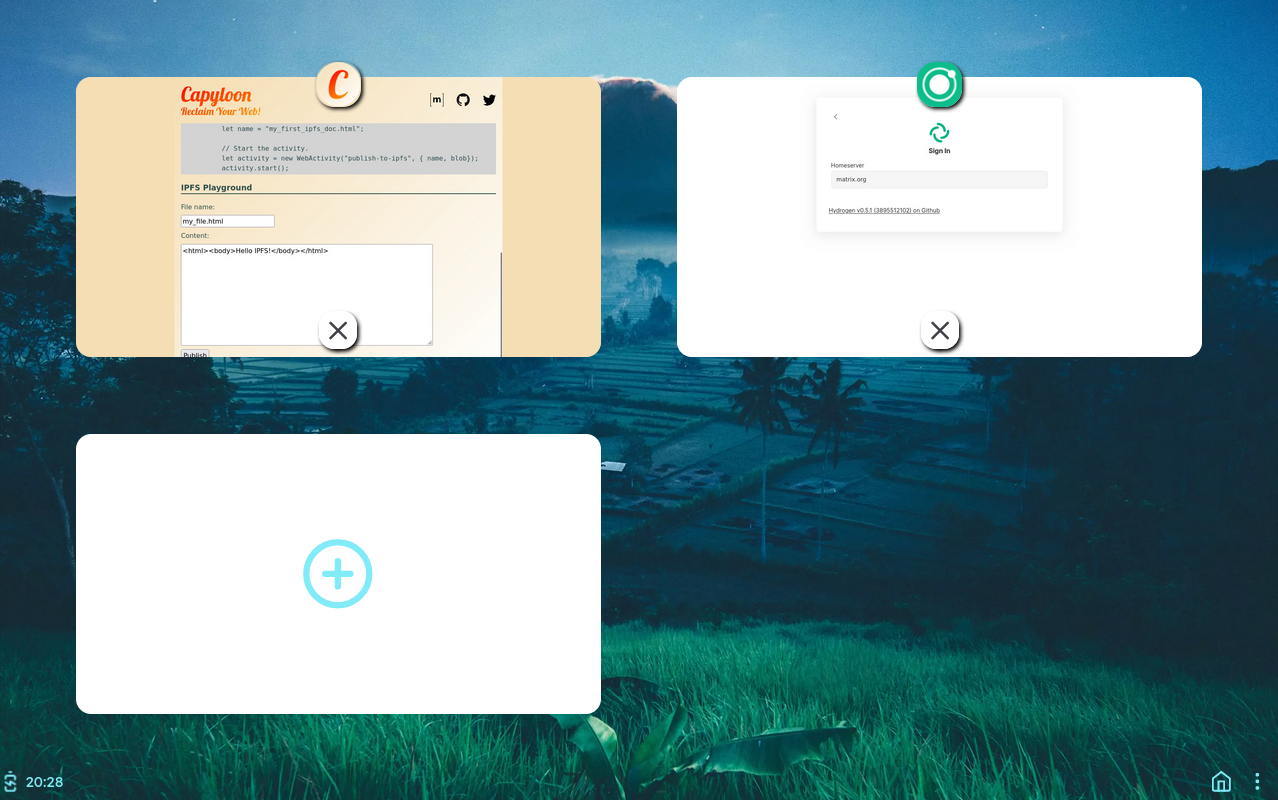 Capyloon
Reclaim Your Web!
[m]
let name = "my_first_ipfs_doc.html";
// Start the activity.
let activity = new WebActivity("publish-to-ipfs", { name, blob});
activity.start();
IPFS Playground
File name:
my_file.html
Content:
<html><body>Hello IPFS!</body></html>
Publish
C
Sign In
Homeserver
matrix.org
Hydrogen v0.5.1 (3895512102) on Github
20:28